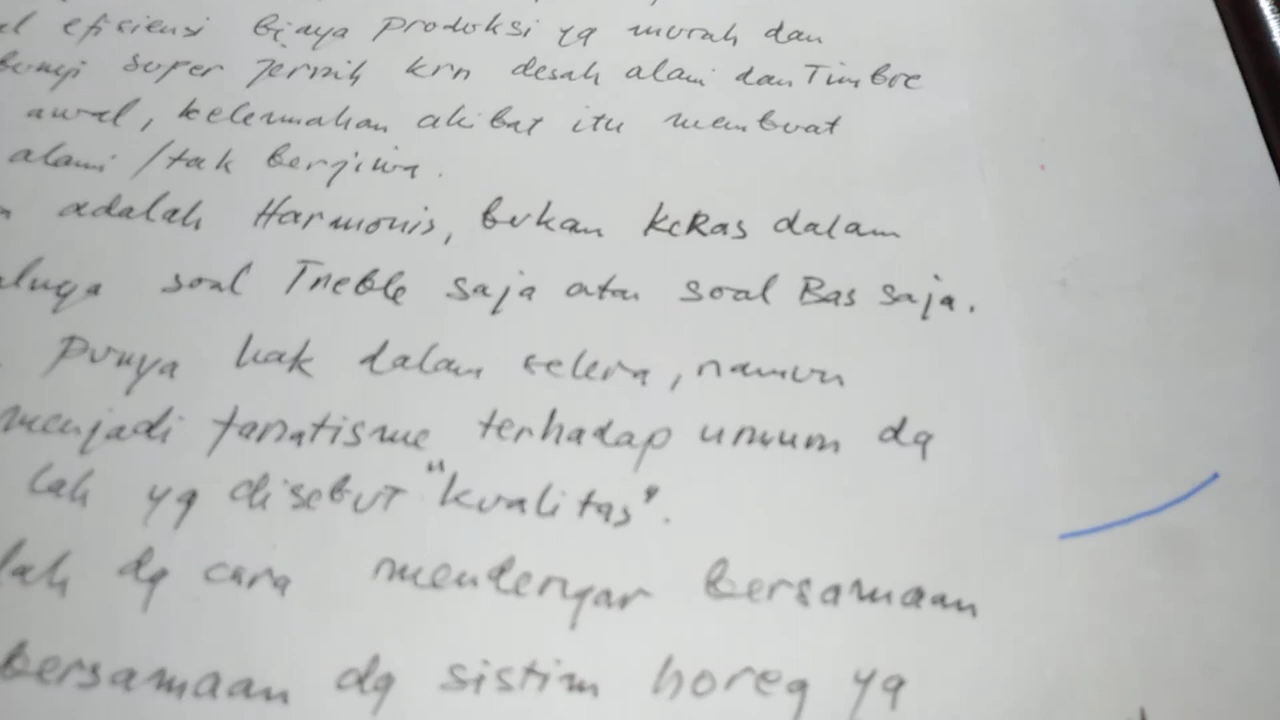 efisiensi biaya produksi yg murah dan
super jernih krn desah alami dan Timbre
awal, kelemahan akibat itu membuat
alami /tak berjiwa.
adalah Harmonis, bukan KeRas dalam
soal Treble saja atau soal Bas saja.
punya hak dalam selera, namun
menjadi fanatisme terhadap umum dg
lah yg disebut "kualitas".
lah dg cara mendengar bersamaan
bersamaan dg sistim horeg yg